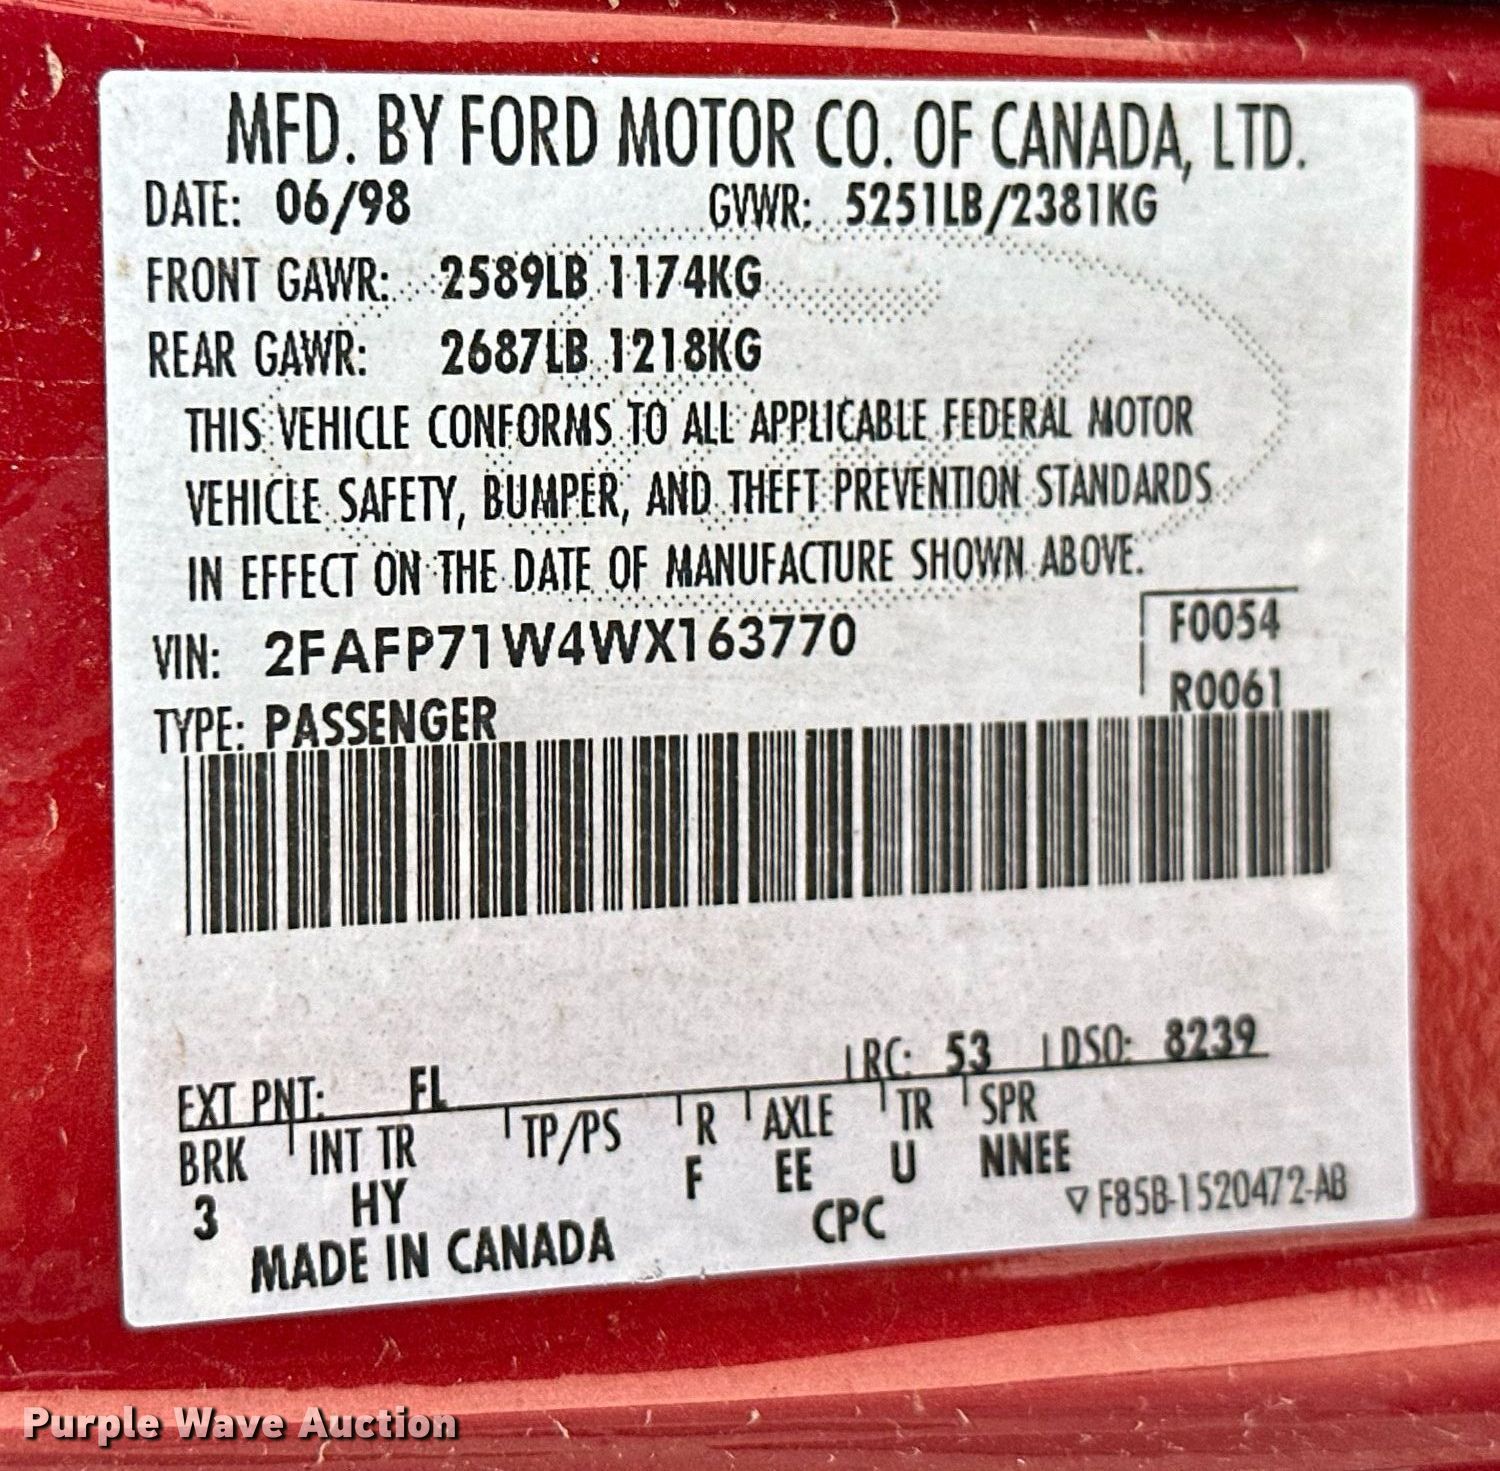 MFD. BY FORD MOTOR CO. OF CANADA, LTD.
DATE: 06/98 GVWR: 5251LB/2381KG
FRONT GAWR: 2589LB 1174KG
REAR GAWR: 2687LB 1218KG
THIS VEHICLE CONFORMS TO ALL APPLICABLE FEDERAL MOTOR
VEHICLE SAFETY, BUMPER, AND THEFT PREVENTION STANDARDS
IN EFFECT ON THE DATE OF MANUFACTURE SHOWN ABOVE.
VIN: 2FAFP71W4WX163770 F0054
TYPE: PASSENGER R0061
EXT PNT: FL RC: 53 DSO: 8239
BRK INT TR TP/PS R AXLE TR SPR
3 HY F EE U NNEE
MADE IN CANADA CPC F85B-1520472-AB
Purple Wave Auction